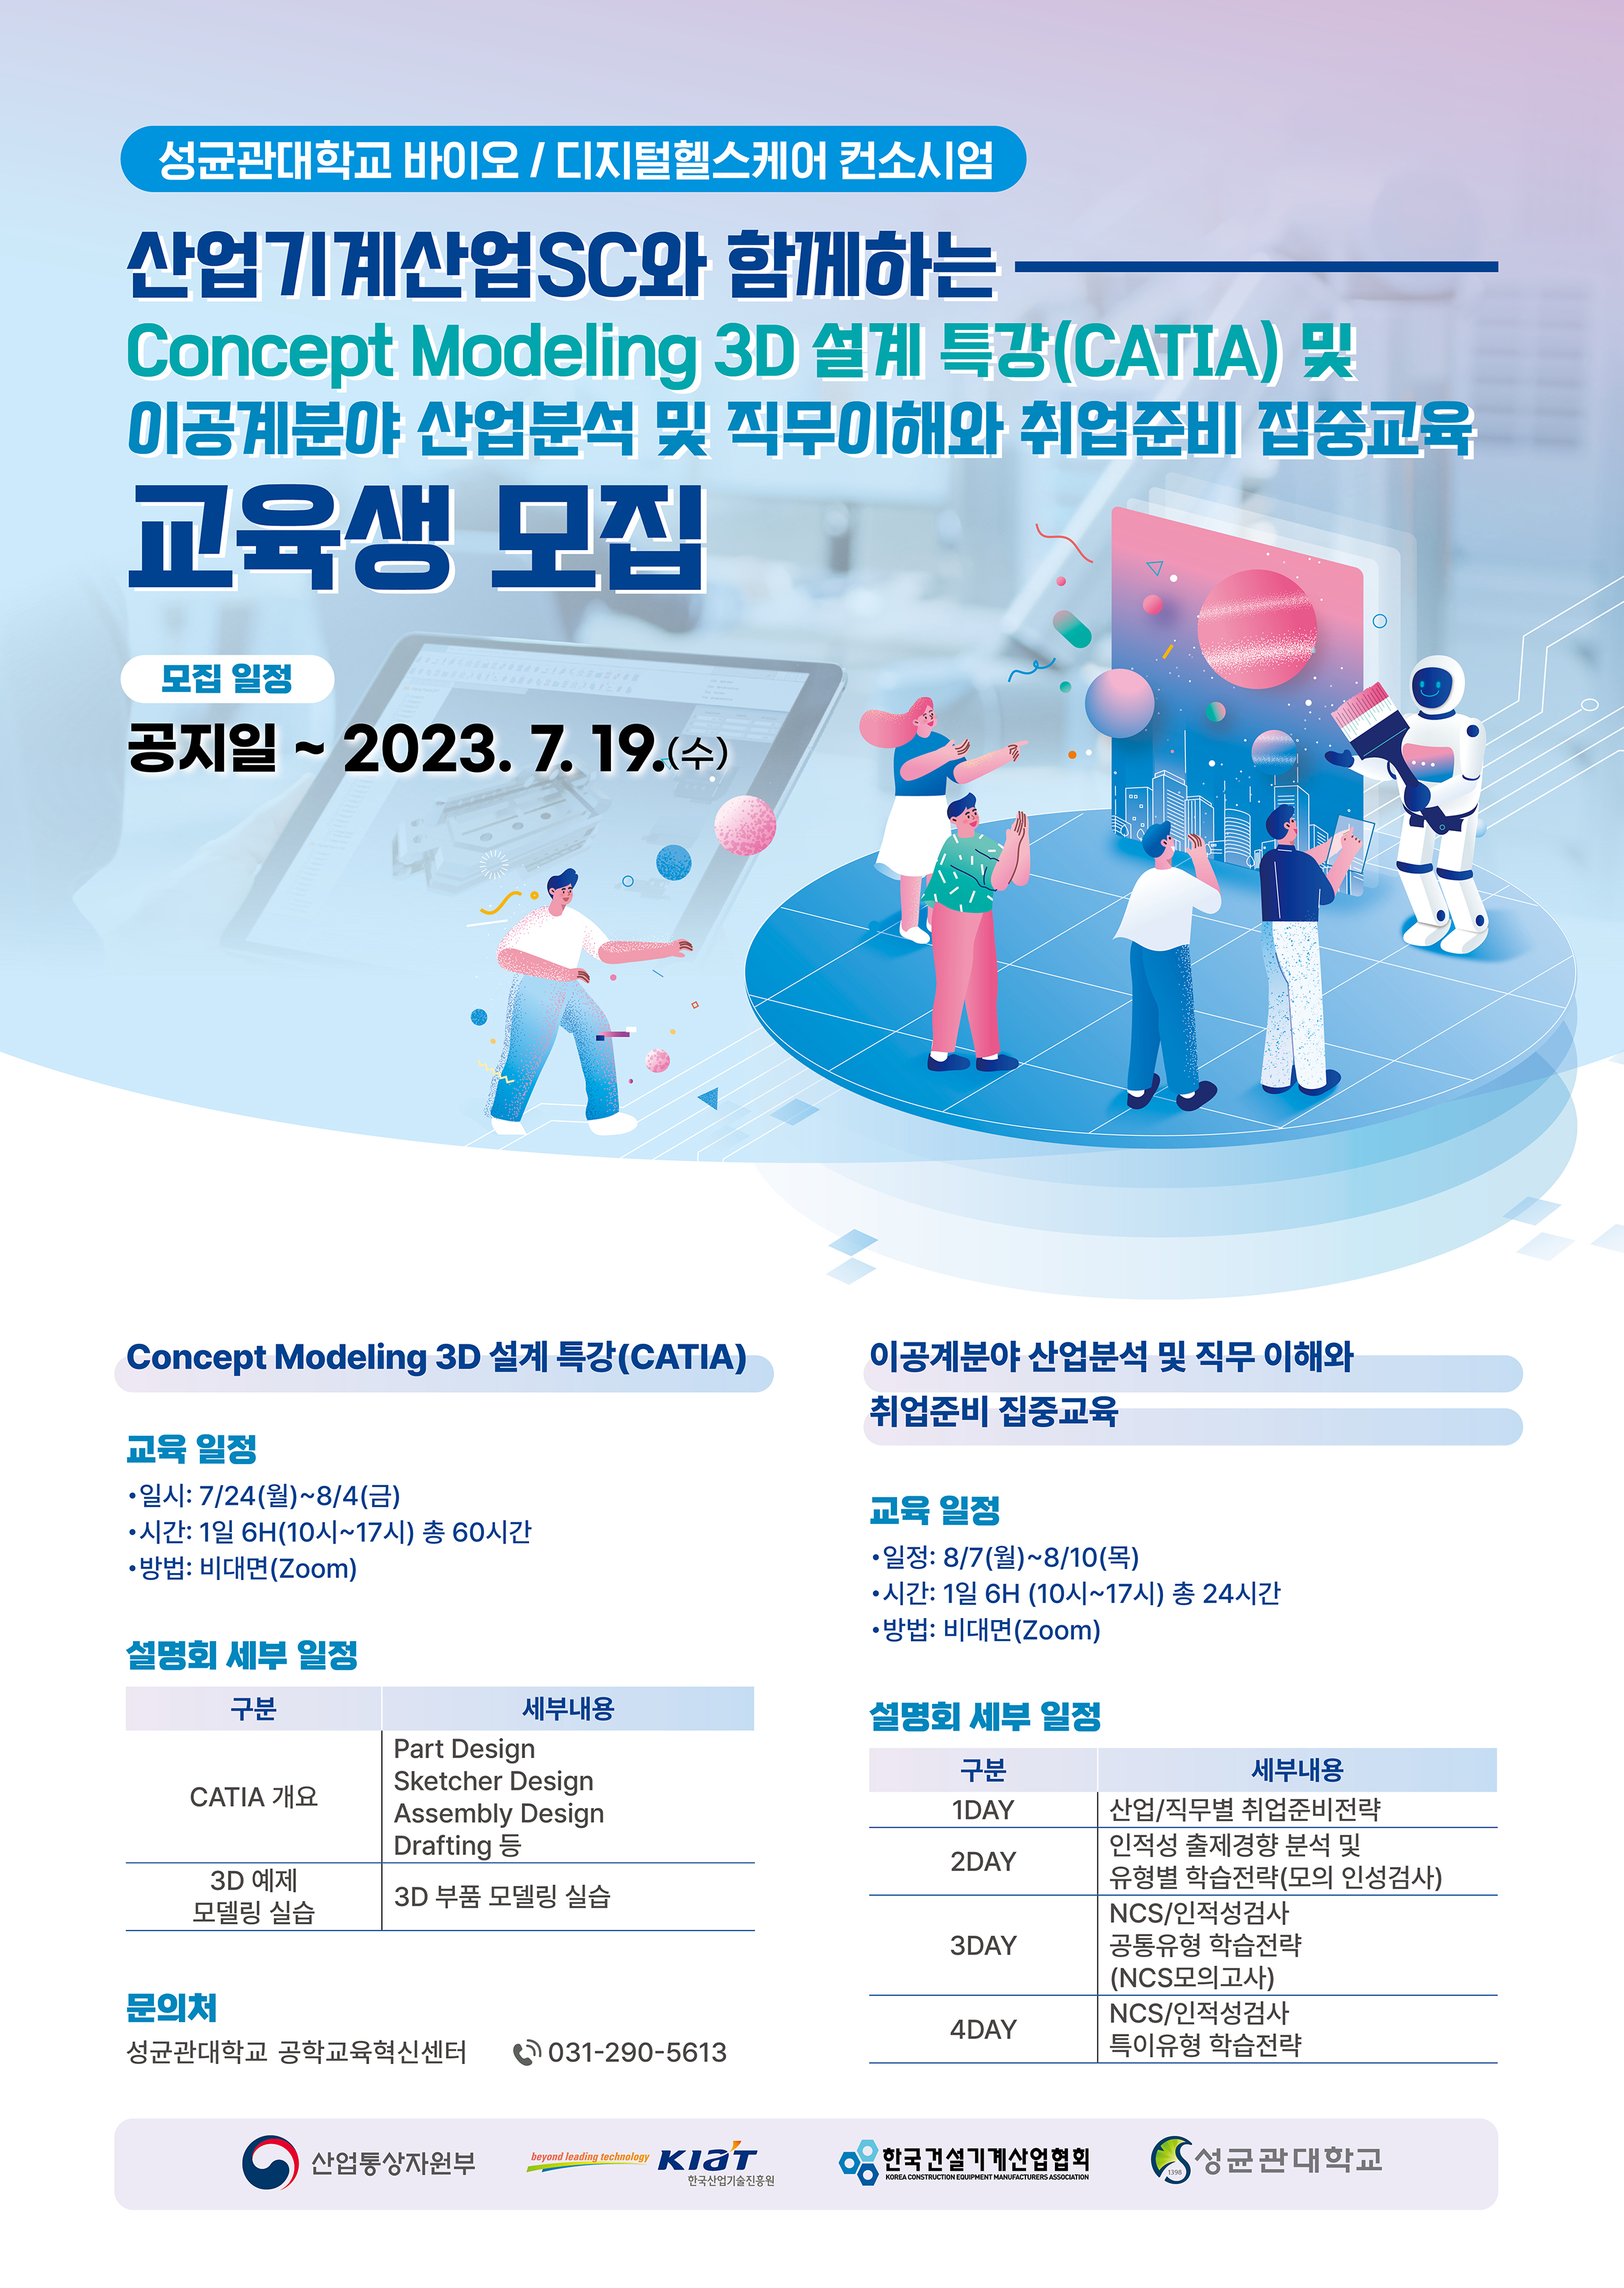 성균관대학교 바이오 / 디지털헬스케어 컨소시엄
산업기계산업SC와 함께하는
Concept Modeling 3D 설계 특강(CATIA) 및
이공계분야 산업분석 및 직무이해와 취업준비 집중교육
교육생 모집
모집 일정
공지일 ~ 2023. 7. 19.(수)
Concept Modeling 3D 설계 특강(CATIA)
교육 일정
•일시: 7/24(월)~8/4(금)
•시간: 1일 6H(10시~17시) 총 60시간
•방법: 비대면(Zoom)
설명회 세부 일정
구분 세부내용
CATIA 개요
Part Design
Sketcher Design
Assembly Design
Drafting 등
3D 예제
모델링 실습
3D 부품 모델링 실습
문의처
성균관대학교 공학교육혁신센터 031-290-5613
이공계분야 산업분석 및 직무 이해와
취업준비 집중교육
교육 일정
•일정: 8/7(월)~8/10(목)
•시간: 1일 6H (10시~17시) 총 24시간
•방법: 비대면(Zoom)
설명회 세부 일정
구분 세부내용
1DAY 산업/직무별 취업준비전략
2DAY
인적성 출제경향 분석 및
유형별 학습전략(모의 인성검사)
3DAY
NCS/인적성검사
공통유형 학습전략
(NCS모의고사)
4DAY
NCS/인적성검사
특이유형 학습전략
산업통상자원부
beyond leading technology KIAT
한국산업기술진흥원
한국건설기계산업협회
KOREA CONSTRUCTION EQUIPMENT MANUFACTURERS ASSOCIATION
1398
성균관대학교